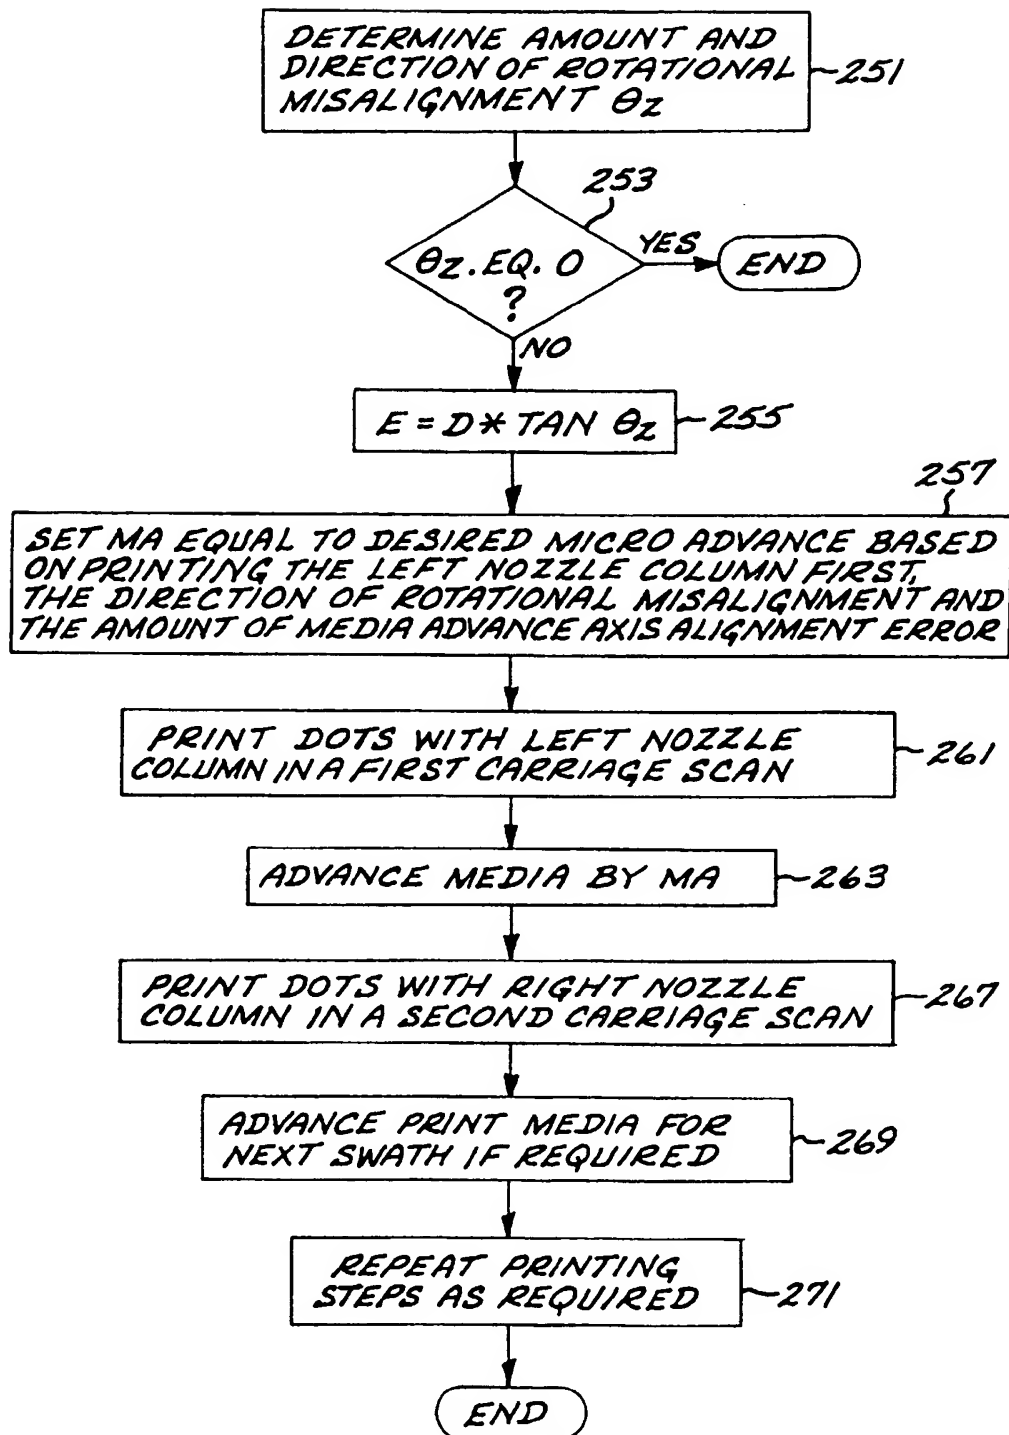 DETERMINE AMOUNT AND
DIRECTION OF ROTATIONAL
MISALIGNMENT θZ
251
253
θZ.EQ. 0
?
YES
END
NO
E = D* TAN θZ
255
257
SET MA EQUAL TO DESIRED MICRO ADVANCE BASED
ON PRINTING THE LEFT NOZZLE COLUMN FIRST,
THE DIRECTION OF ROTATIONAL MISALIGNMENT AND
THE AMOUNT OF MEDIA ADVANCE AXIS ALIGNMENT ERROR
PRINT DOTS WITH LEFT NOZZLE
COLUMN IN A FIRST CARRIAGE SCAN
261
ADVANCE MEDIA BY MA
263
PRINT DOTS WITH RIGHT NOZZLE
COLUMN IN A SECOND CARRIAGE SCAN
267
ADVANCE PRINT MEDIA FOR
NEXT SWATH IF REQUIRED
269
REPEAT PRINTING
STEPS AS REQUIRED
271
END